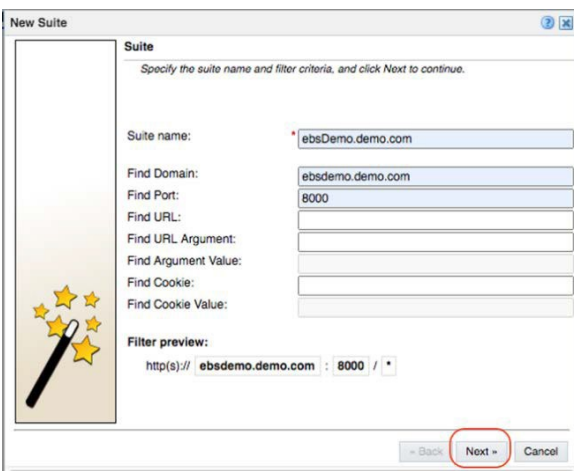 New Suite
Suite
Specify the suite name and filter criteria, and click Next to continue.
Suite name: * ebsDemo.demo.com
Find Domain: ebsdemo.demo.com
Find Port: 8000
Find URL:
Find URL Argument:
Find Argument Value:
Find Cookie:
Find Cookie Value:
Filter preview:
http(s):// ebsdemo.demo.com : 8000 / *
« Back Next » Cancel